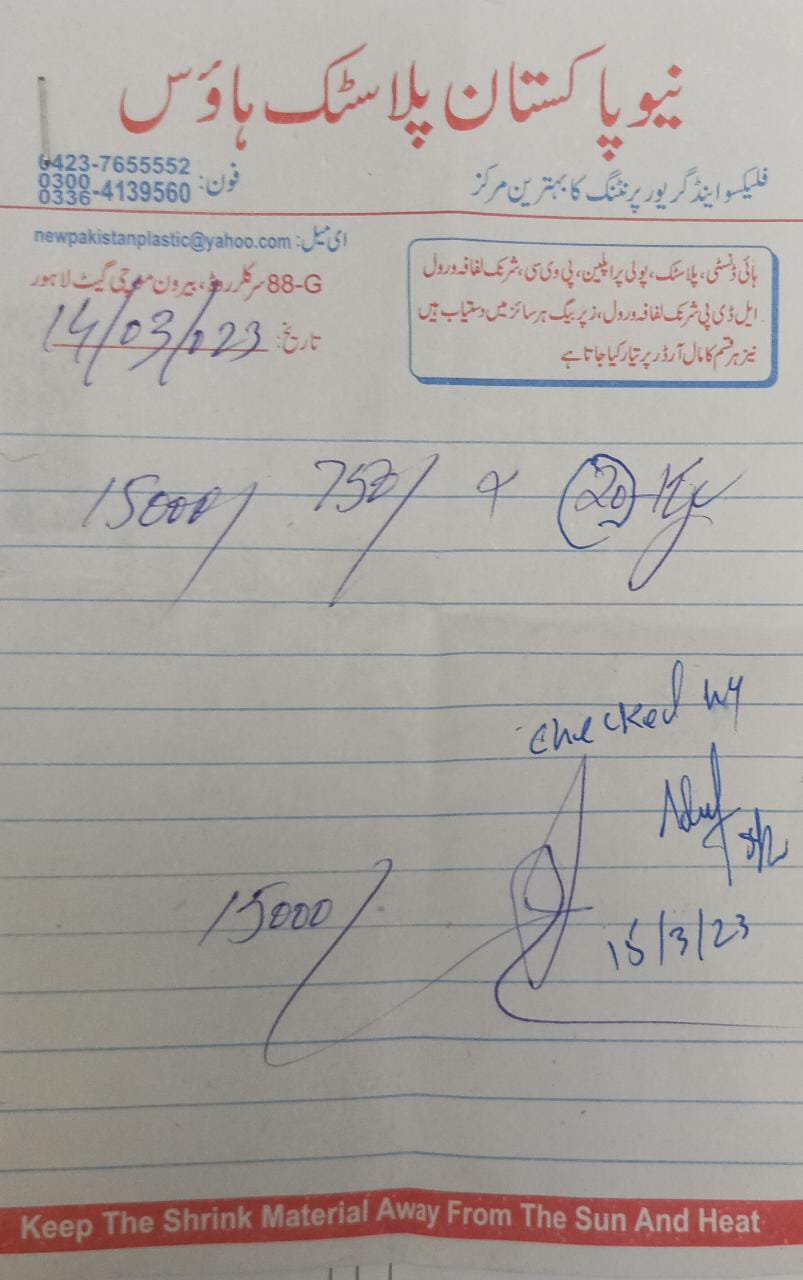 نیو پاکستان پلاسٹک ہاؤس
فلیکسو اینڈ گریور پرنٹنگ کا بہترین مرکز
فون: 0423-7655552
0300
0336-4139560
ای میل: newpakistanplastic@yahoo.com
88-G سرکلر روڈ، بیرون موچی گیٹ لاہور
تاریخ: 14/03/023
ہائی ڈنسٹی، پلاسٹک، پولی پراپلین، پی وی سی، شرنک لفافہ و رول
ایل ڈی پی شرنک لفافہ و رول، زپر بیگ ہر سائز میں دستیاب ہیں
نیز ہر قسم کا مال آرڈر پر تیار کیا جاتا ہے
15000/ 750/ x 20 Kg
checked by
15000/
15/3/23
Keep The Shrink Material Away From The Sun And Heat